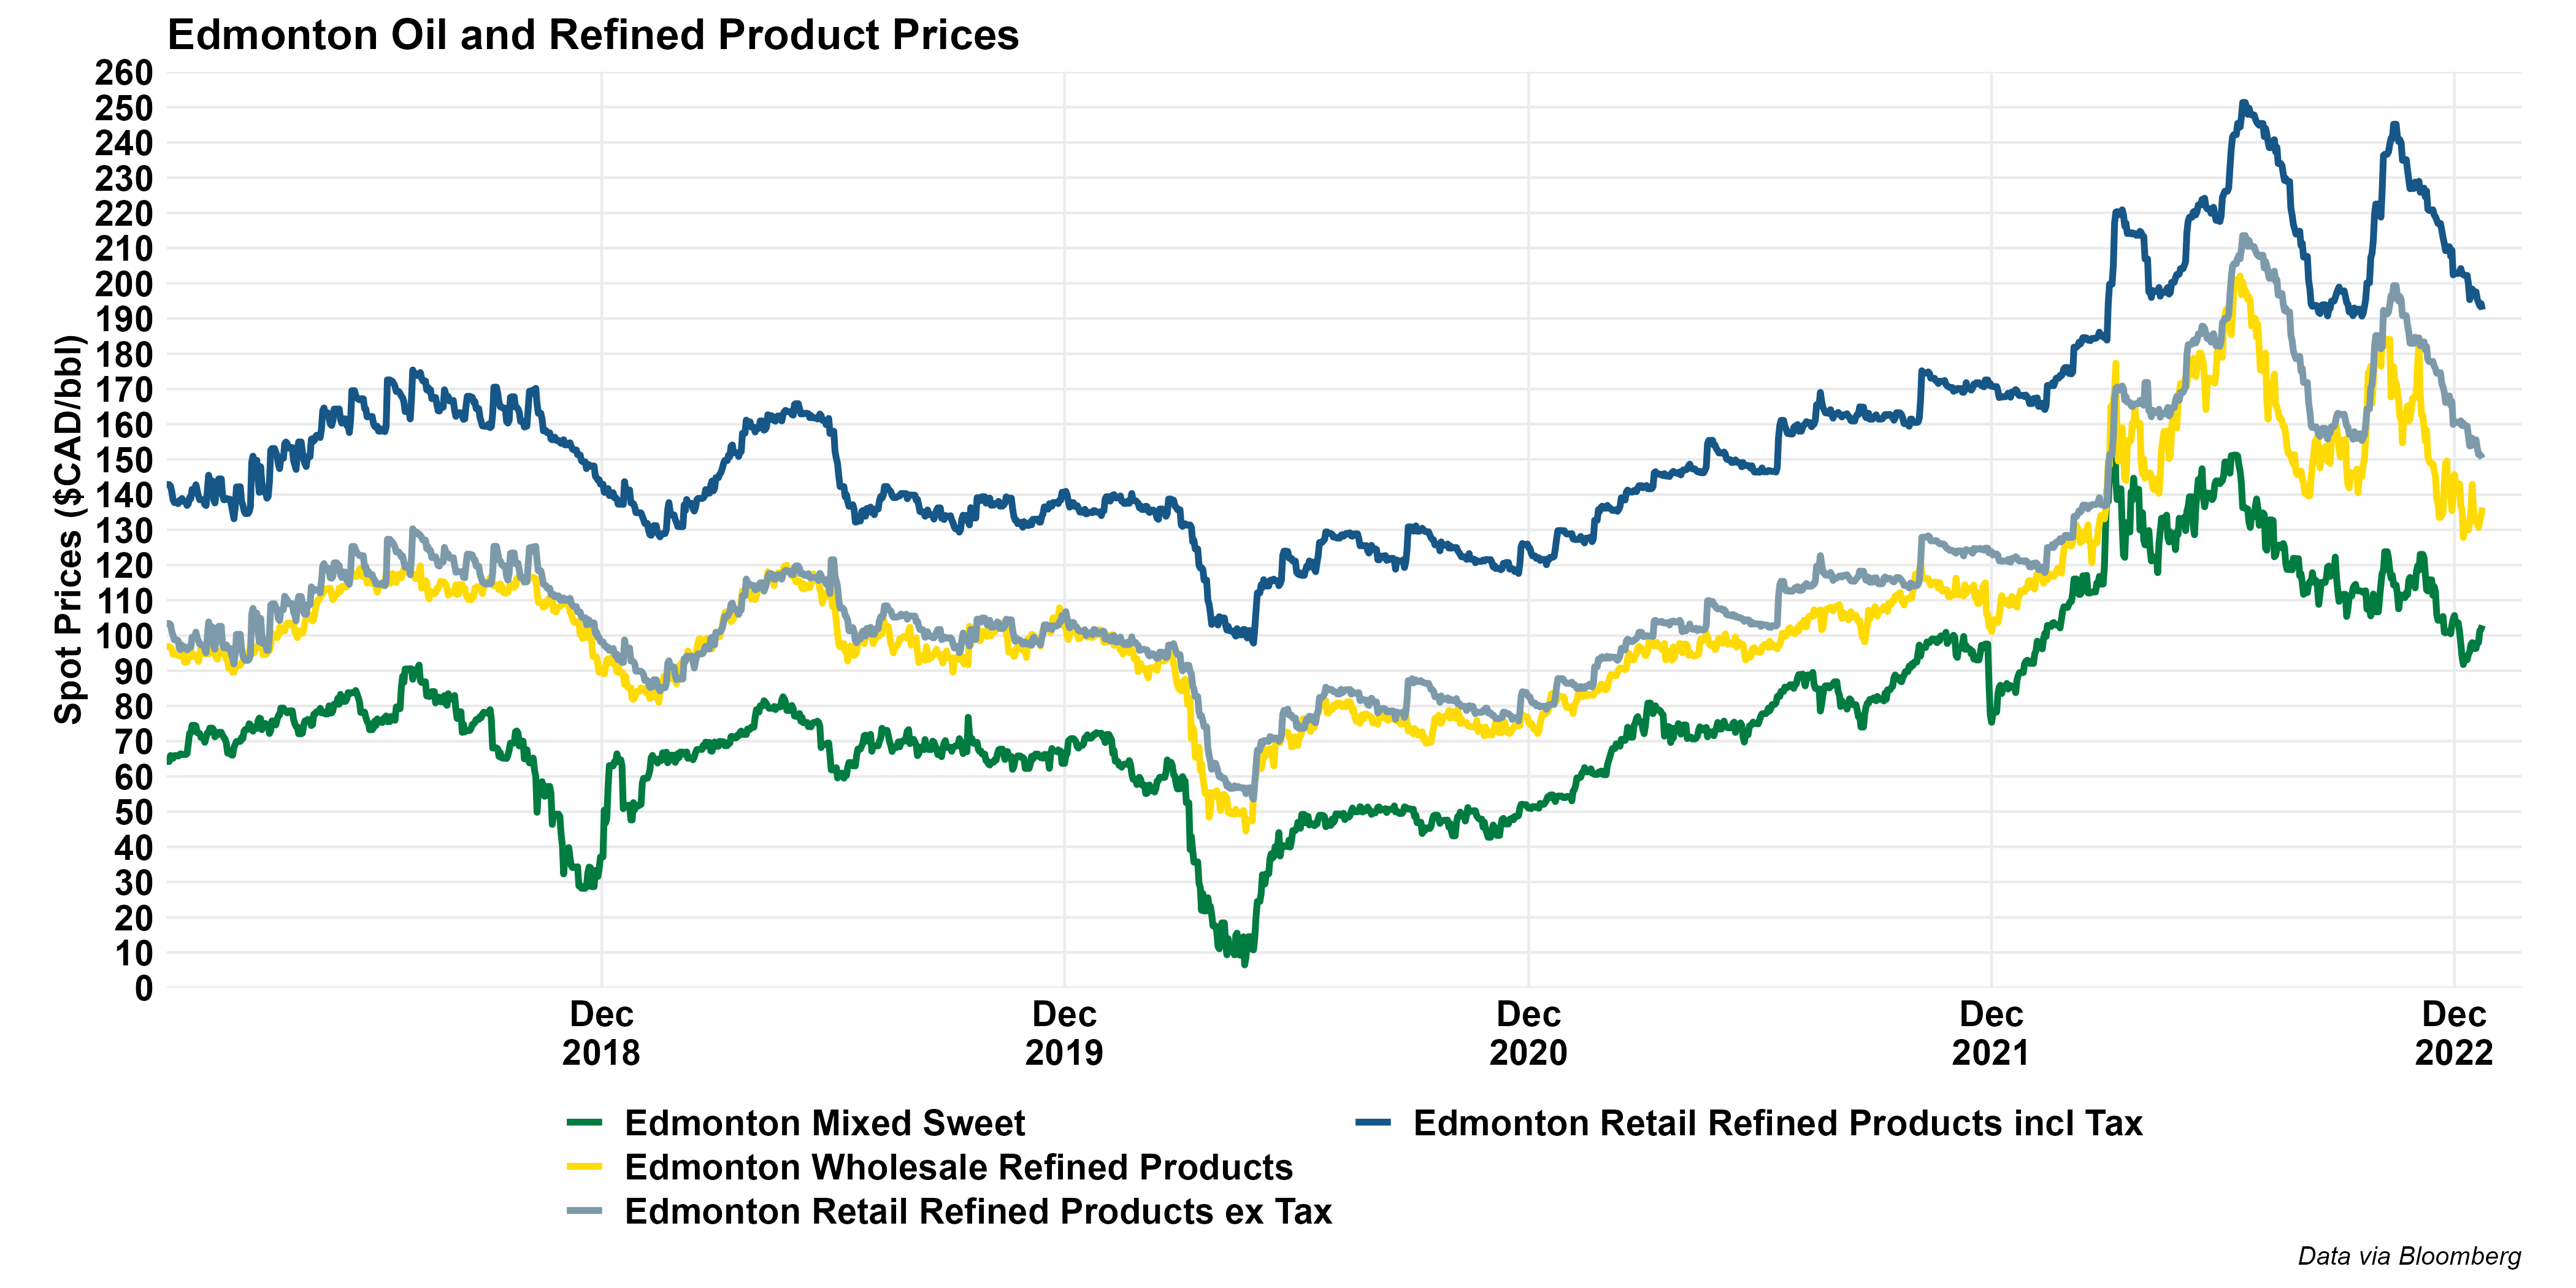 Edmonton Oil and Refined Product Prices
260
250
240
230
220
210
200
190
180
170
160
150
140
130
120
110
100
90
80
70
60
50
40
30
20
10
0
Spot Prices ($CAD/bbl)
Dec
2018
Dec
2019
Dec
2020
Dec
2021
Dec
2022
Edmonton Mixed Sweet
Edmonton Wholesale Refined Products
Edmonton Retail Refined Products ex Tax
Edmonton Retail Refined Products incl Tax
Data via Bloomberg